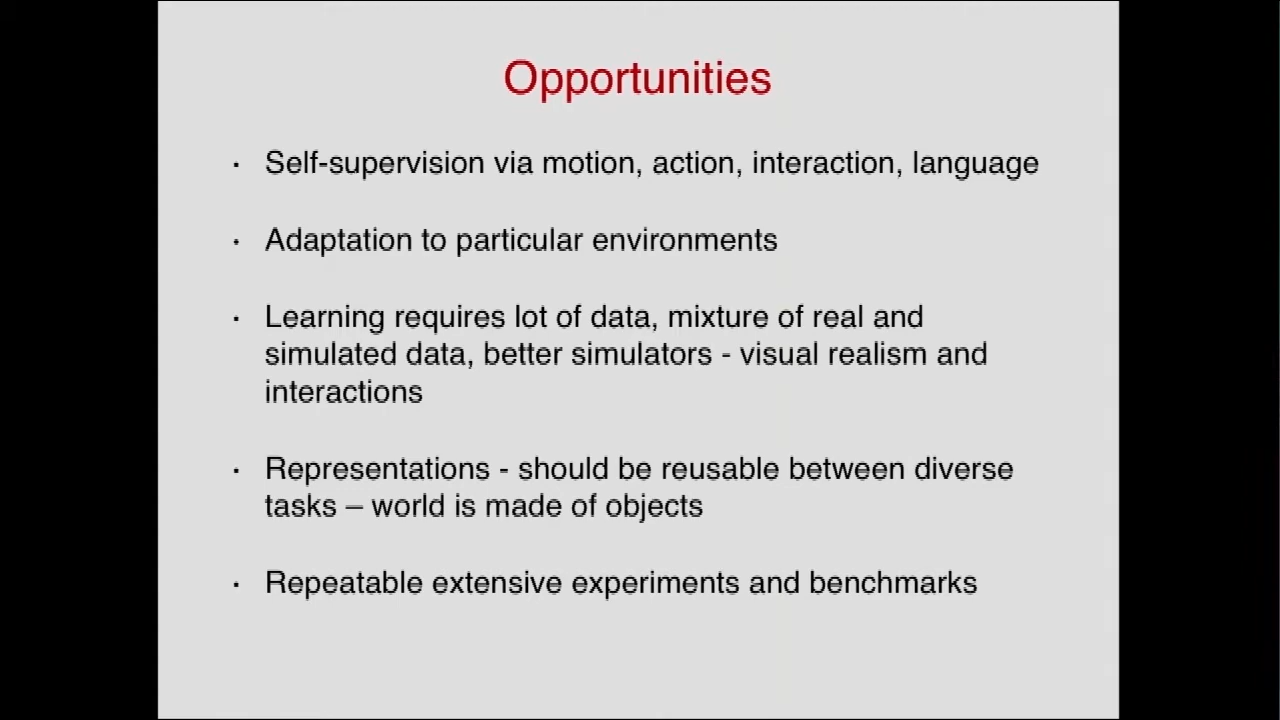 Opportunities
· Self-supervision via motion, action, interaction, language
· Adaptation to particular environments
· Learning requires lot of data, mixture of real and
simulated data, better simulators - visual realism and
interactions
· Representations - should be reusable between diverse
tasks – world is made of objects
· Repeatable extensive experiments and benchmarks